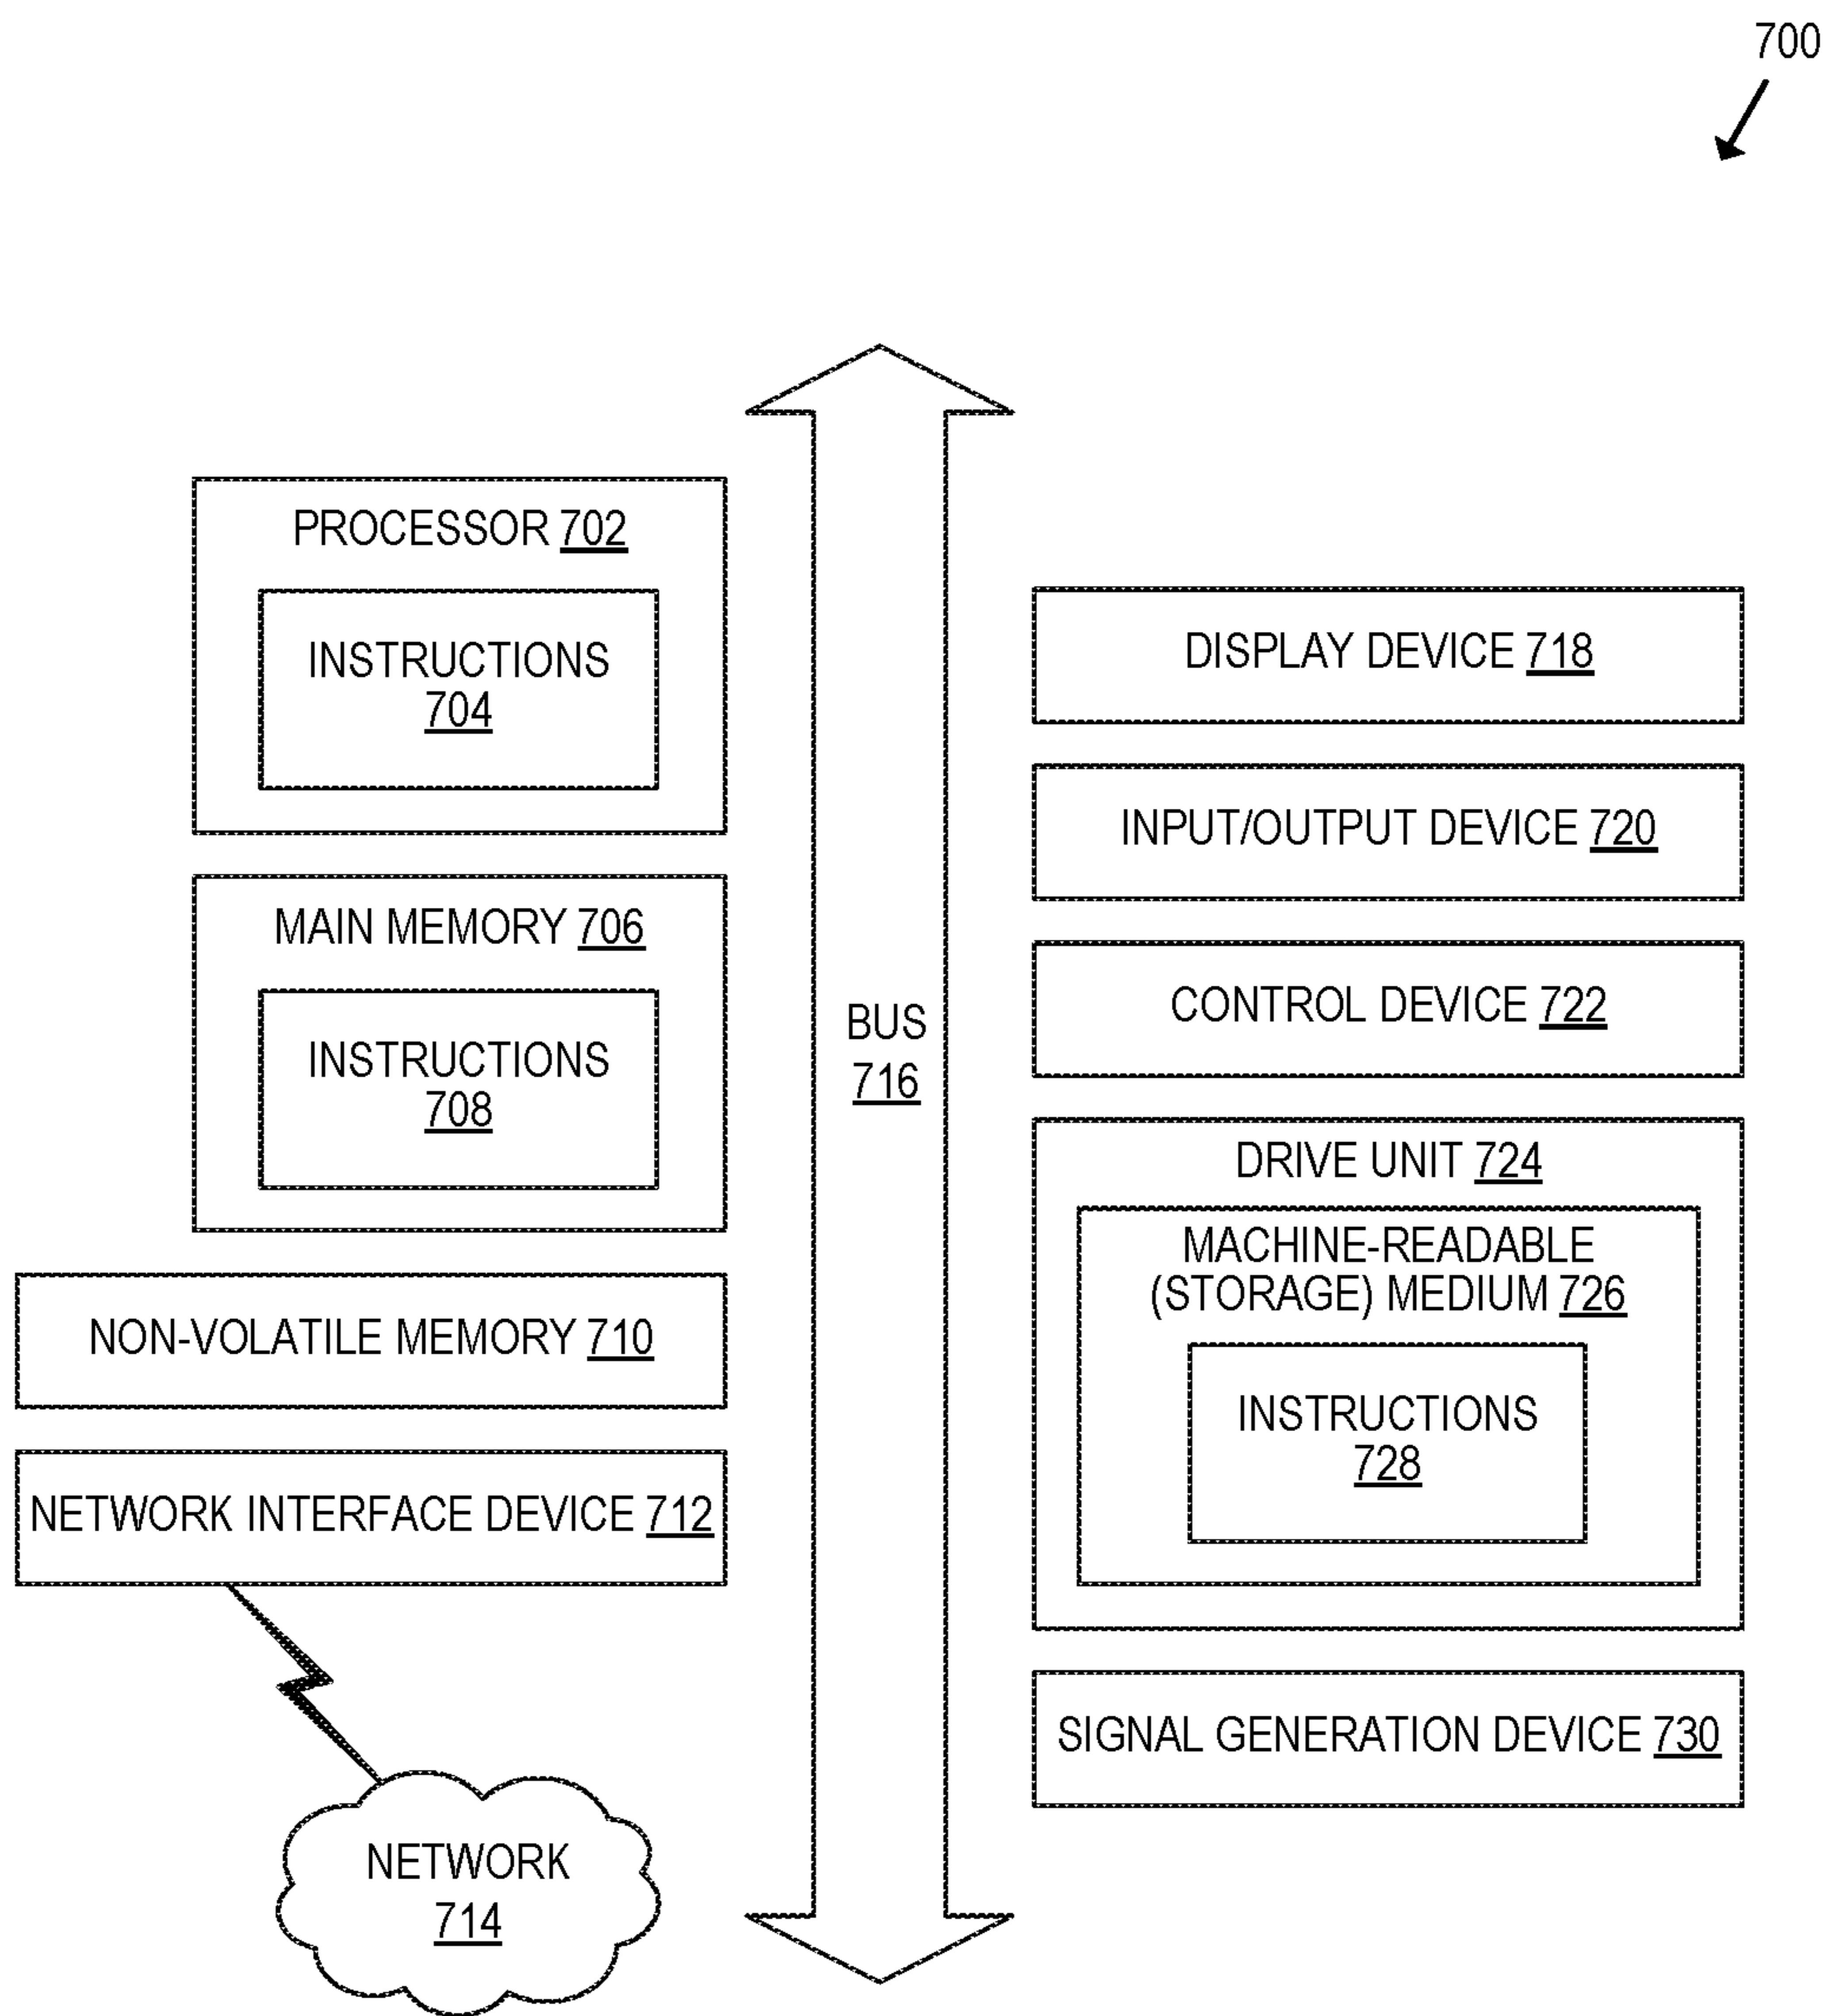 700
PROCESSOR 702
INSTRUCTIONS
704
MAIN MEMORY 706
INSTRUCTIONS
708
NON-VOLATILE MEMORY 710
NETWORK INTERFACE DEVICE 712
NETWORK
714
BUS
716
DISPLAY DEVICE 718
INPUT/OUTPUT DEVICE 720
CONTROL DEVICE 722
DRIVE UNIT 724
MACHINE-READABLE
(STORAGE) MEDIUM 726
INSTRUCTIONS
728
SIGNAL GENERATION DEVICE 730